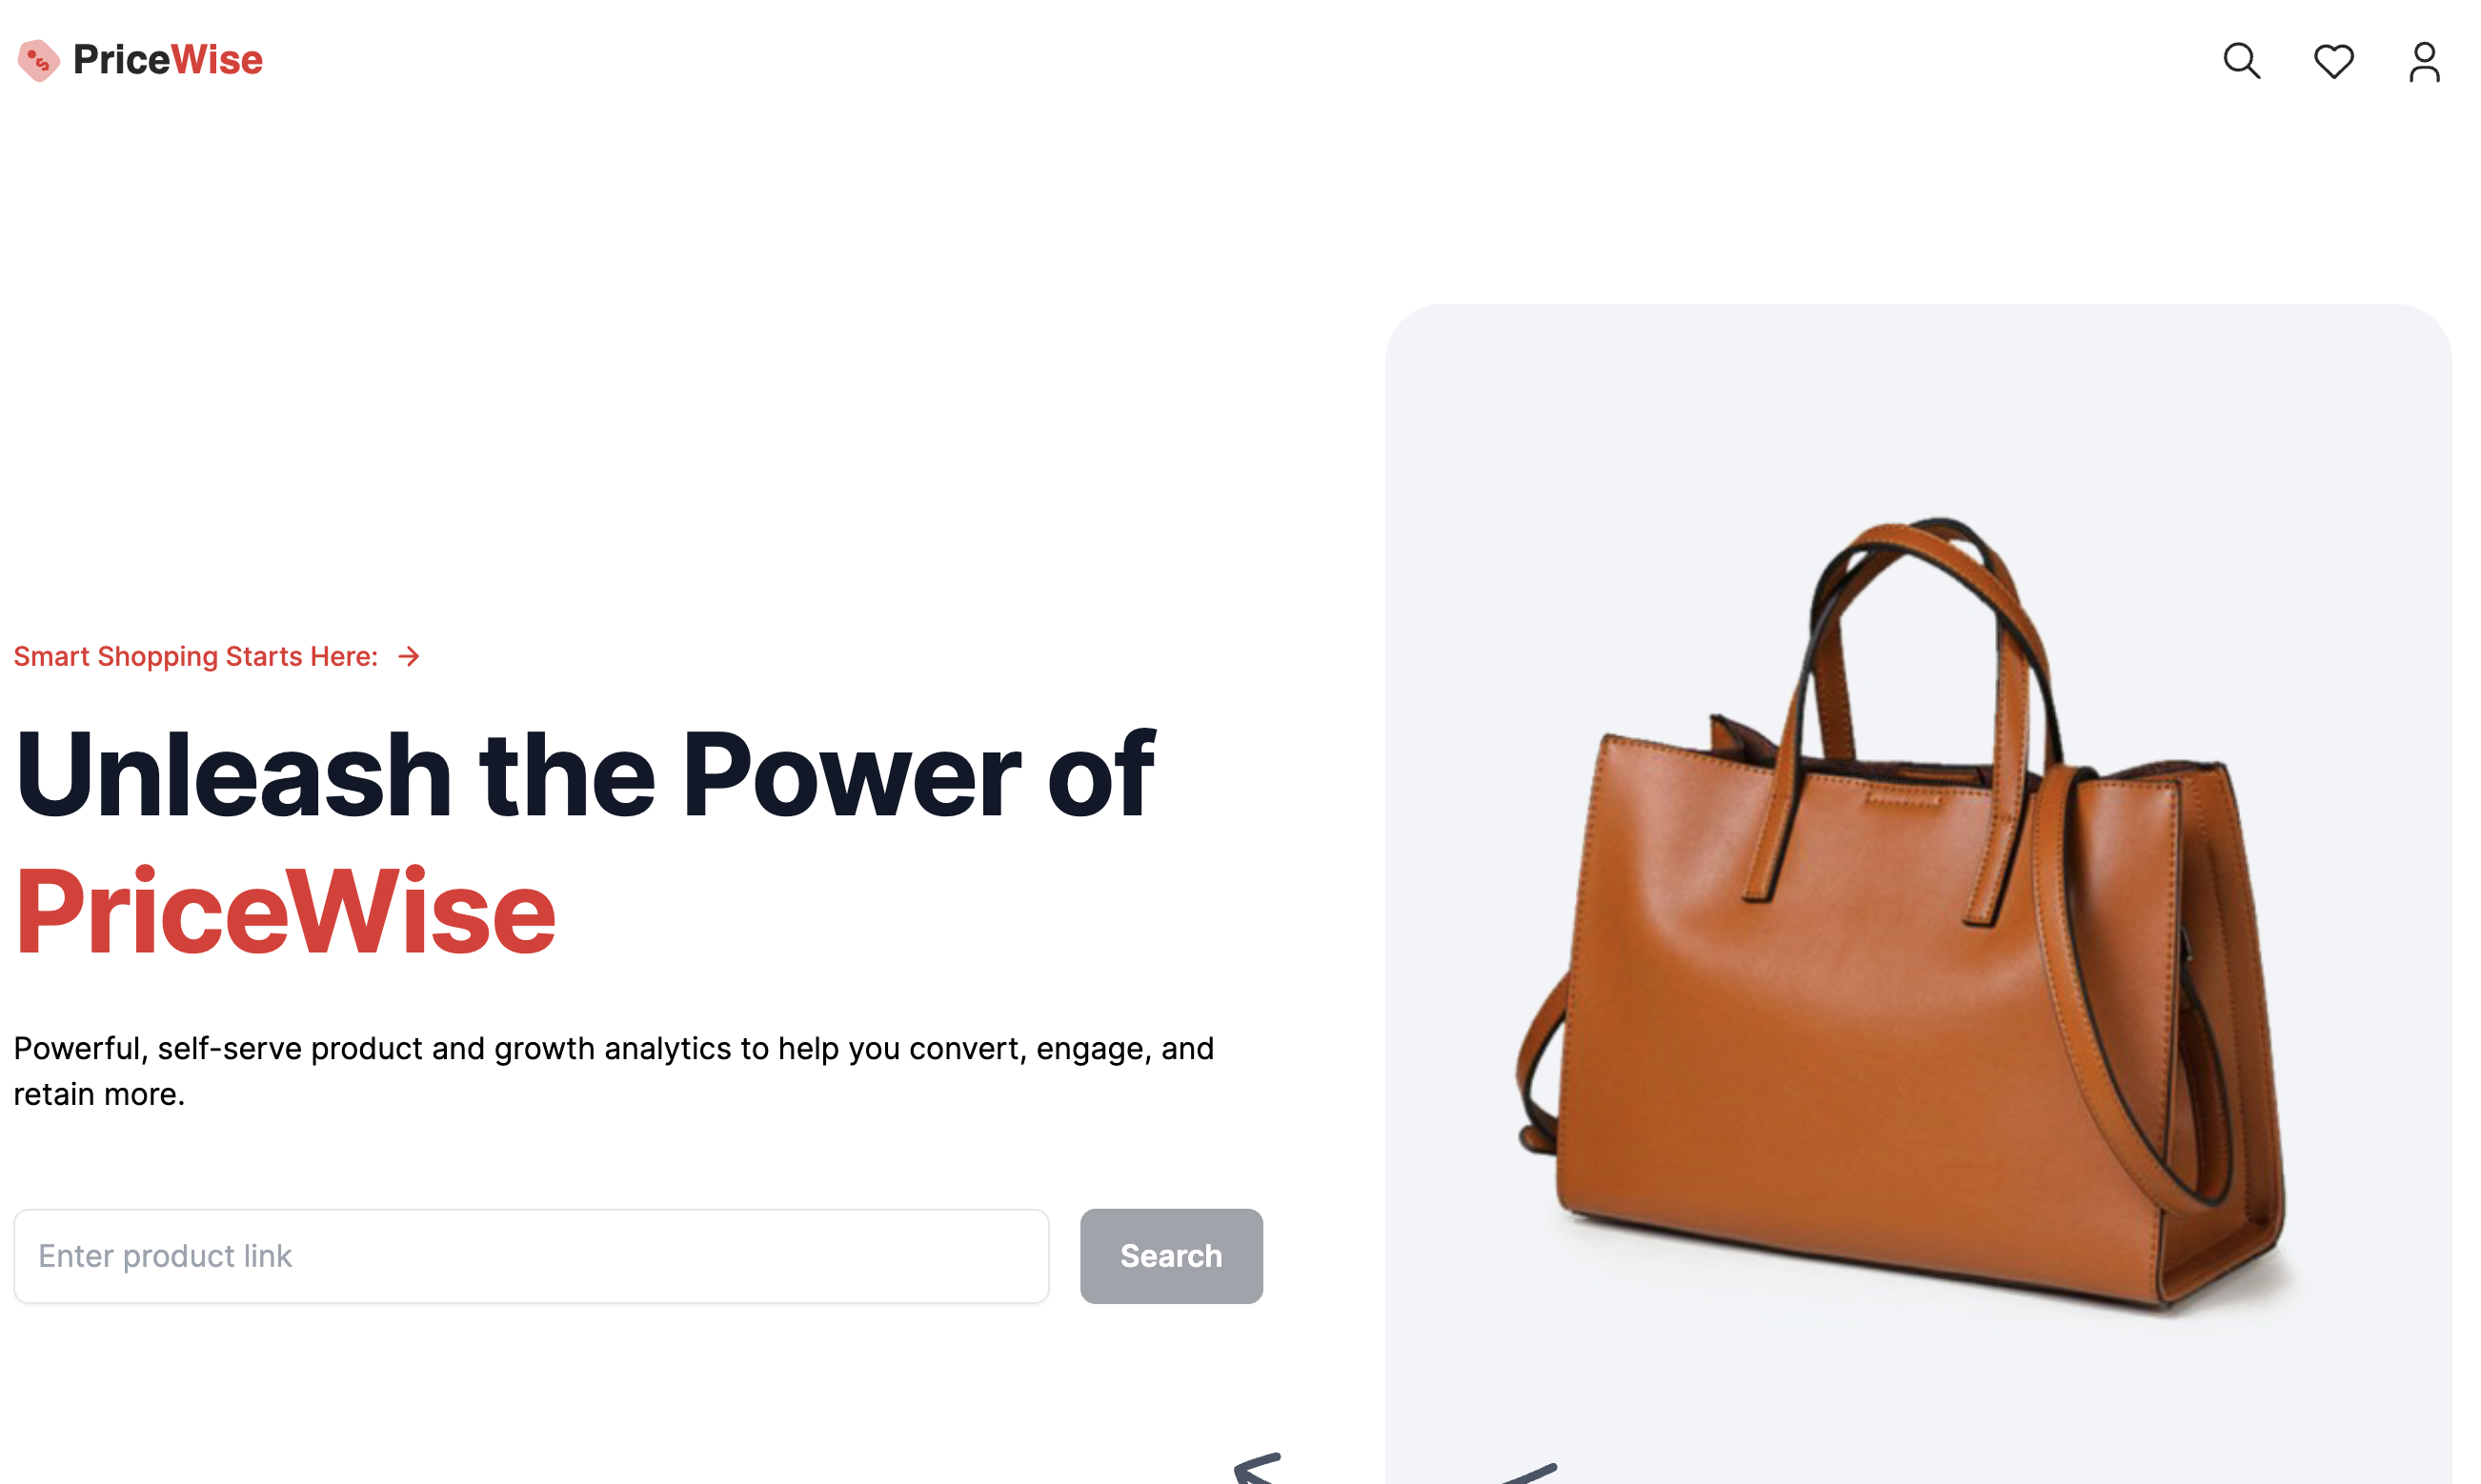 PriceWise
Smart Shopping Starts Here:
Unleash the Power of
PriceWise
Powerful, self-serve product and growth analytics to help you convert, engage, and
retain more.
Enter product link
Search